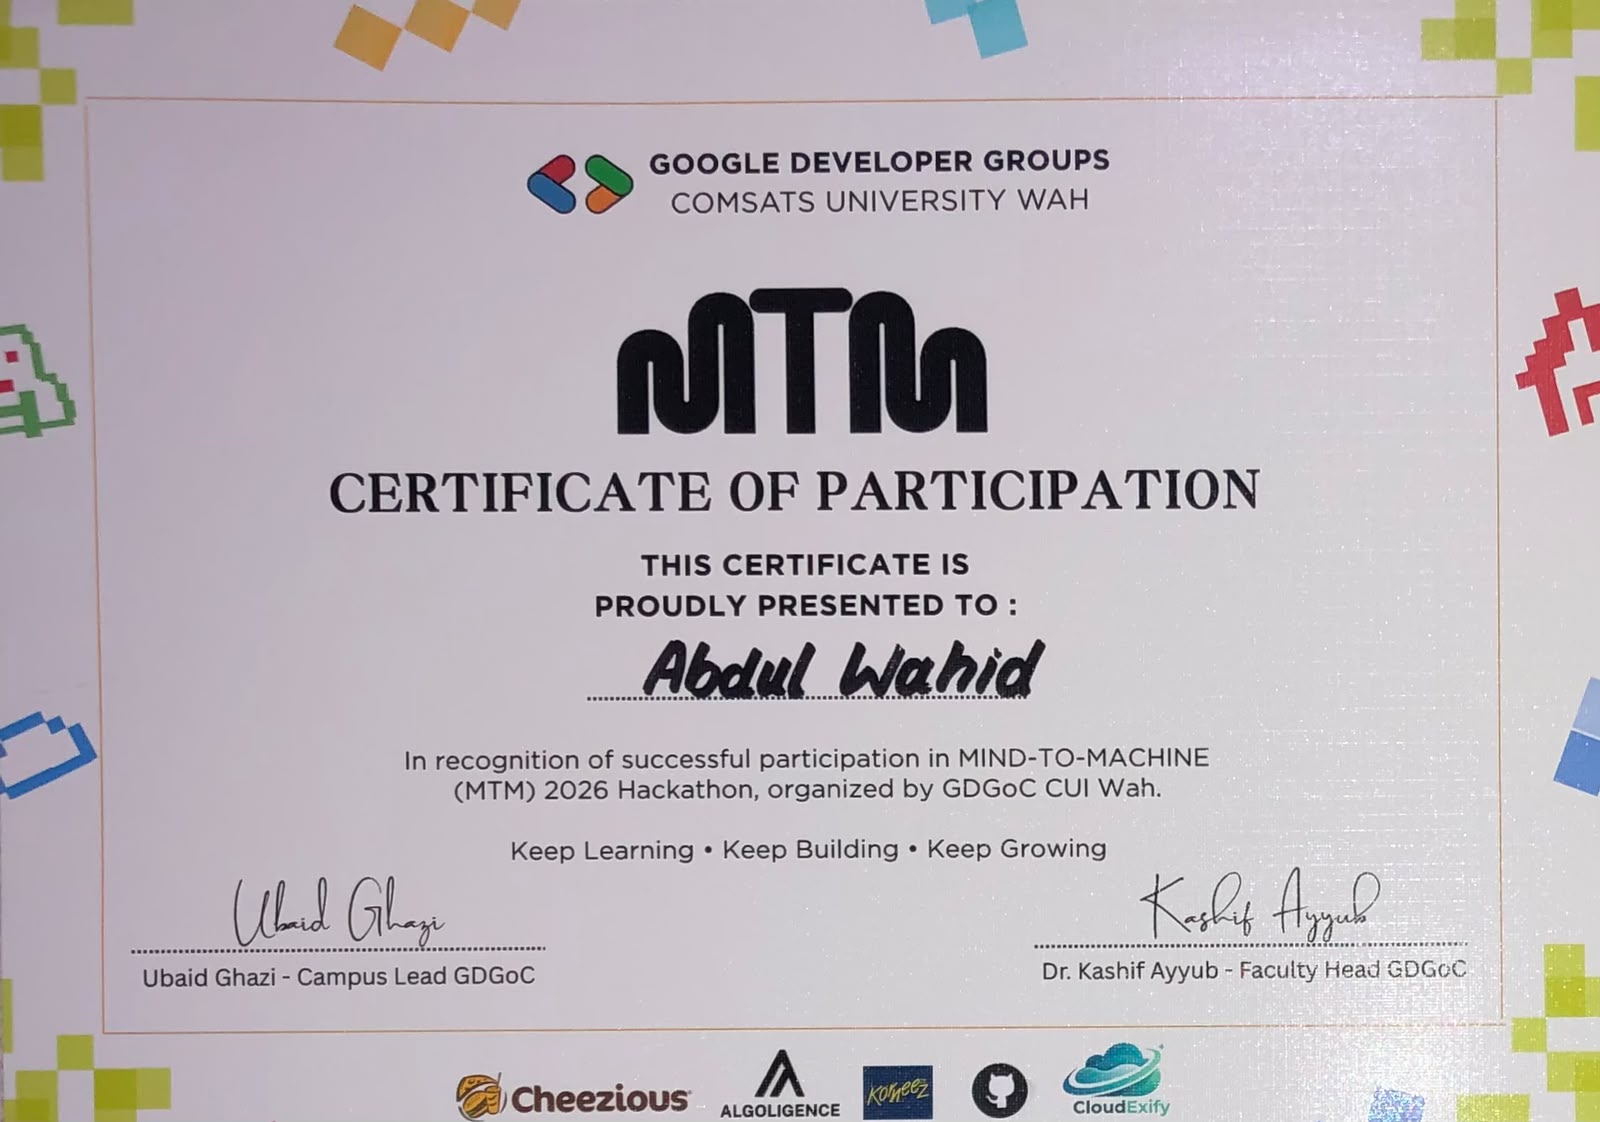 GOOGLE DEVELOPER GROUPS
COMSATS UNIVERSITY WAH
MTM
CERTIFICATE OF PARTICIPATION
THIS CERTIFICATE IS
PROUDLY PRESENTED TO :
Abdul Wahid
In recognition of successful participation in MIND-TO-MACHINE
(MTM) 2026 Hackathon, organized by GDGoC CUI Wah.
Keep Learning • Keep Building • Keep Growing
Ubaid Ghazi
Kashif Ayyub
Ubaid Ghazi - Campus Lead GDGoC
Dr. Kashif Ayyub - Faculty Head GDGoC
Cheezious
ALGOLIGENCE
Komeez
CloudExify